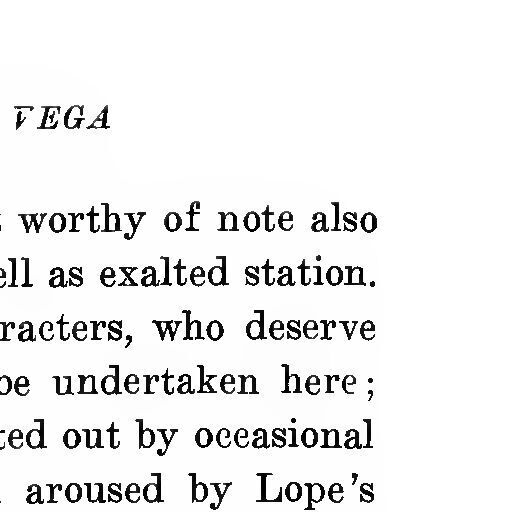 VEGA
worthy of note also
ell as exalted station.
racters, who deserve
be undertaken here;
ted out by occasional
aroused by Lope's